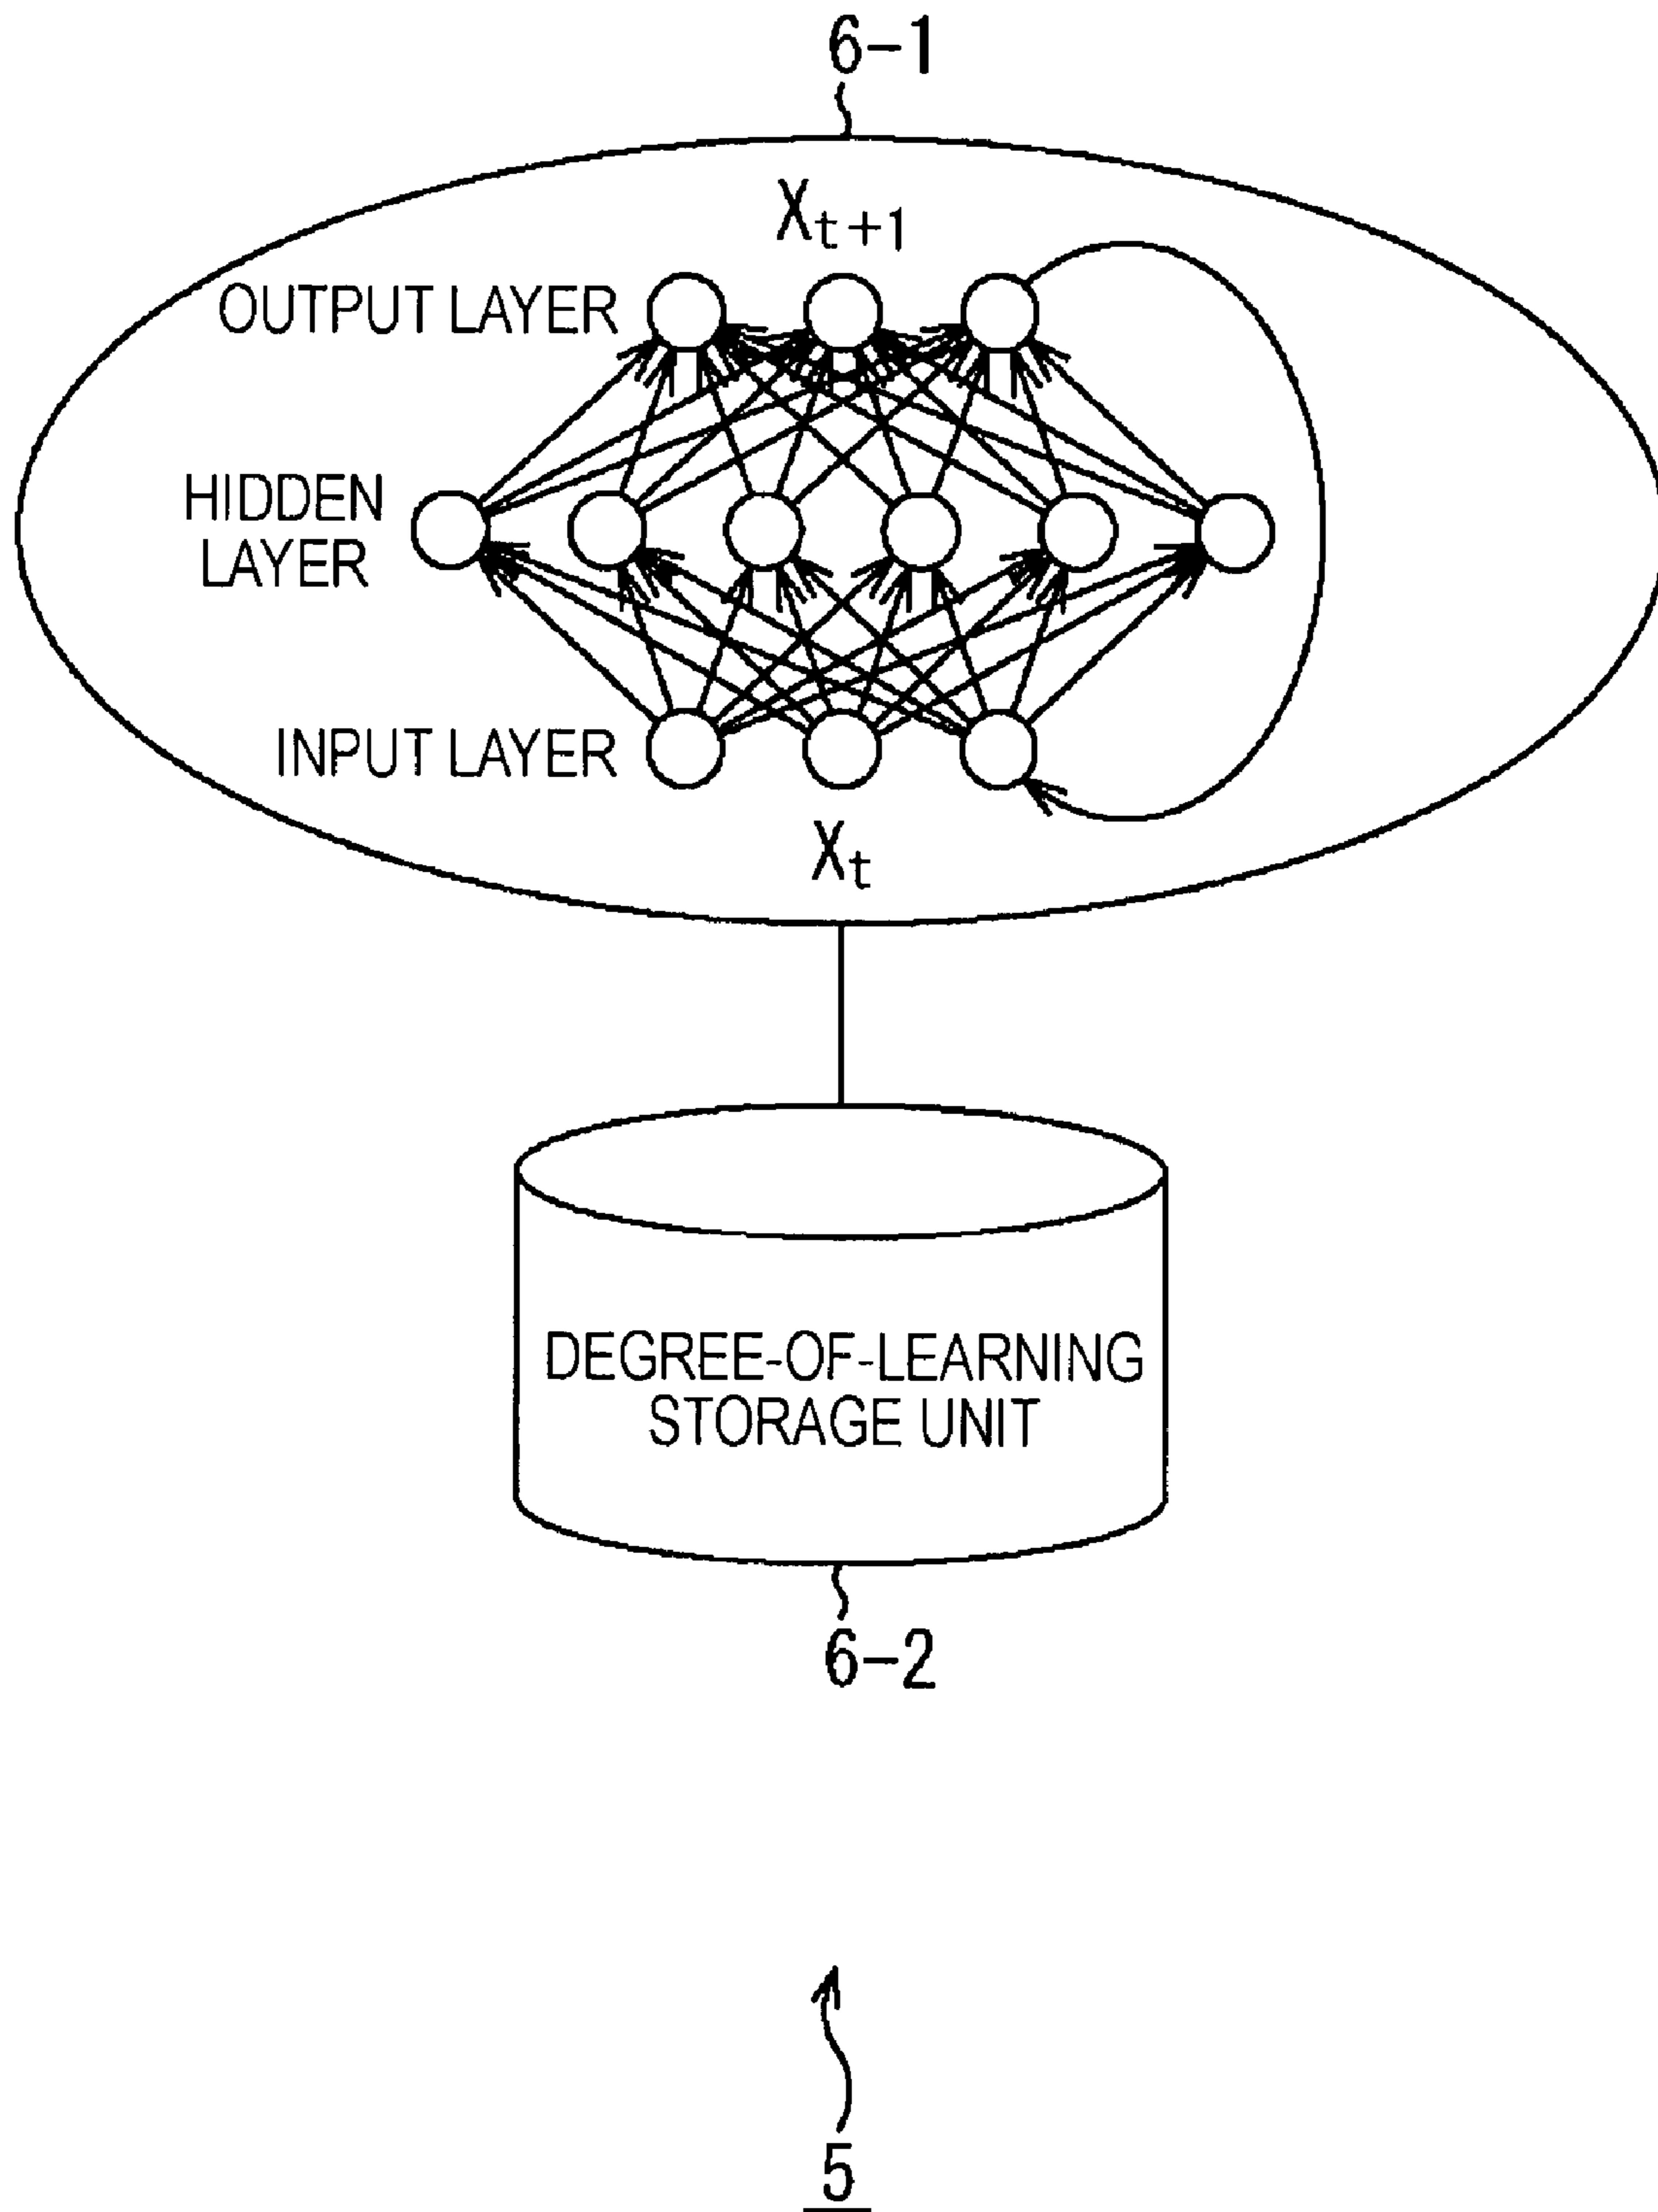 6-1
Xt+1
OUTPUT LAYER
HIDDEN
LAYER
INPUT LAYER
Xt
DEGREE-OF-LEARNING
STORAGE UNIT
6-2
5